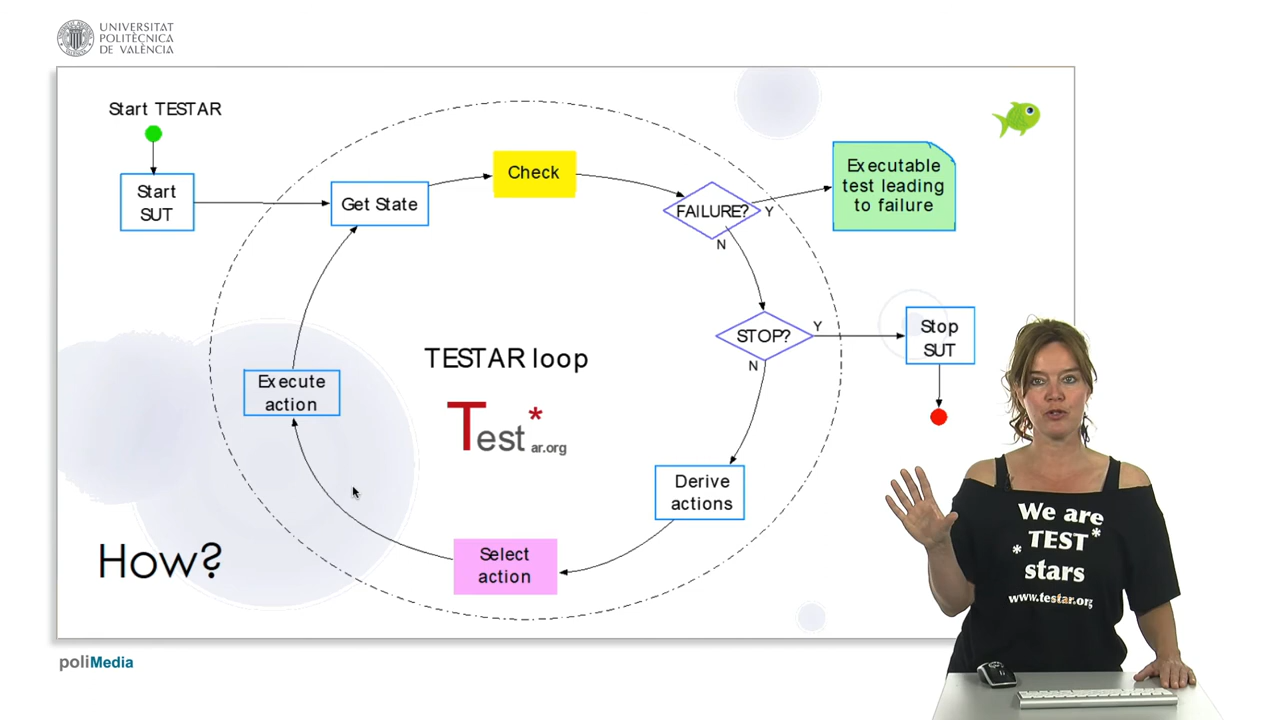 UNIVERSITAT
POLITÈCNICA
DE VALÈNCIA
Start TESTAR
Start
SUT
Get State
Check
FAILURE?
Y
N
Executable
test leading
to failure
STOP?
Y
N
Stop
SUT
TESTAR loop
Test*
ar.org
Execute
action
Derive
actions
Select
action
How?
We are
*TEST*
stars
www.testar.org
poliMedia